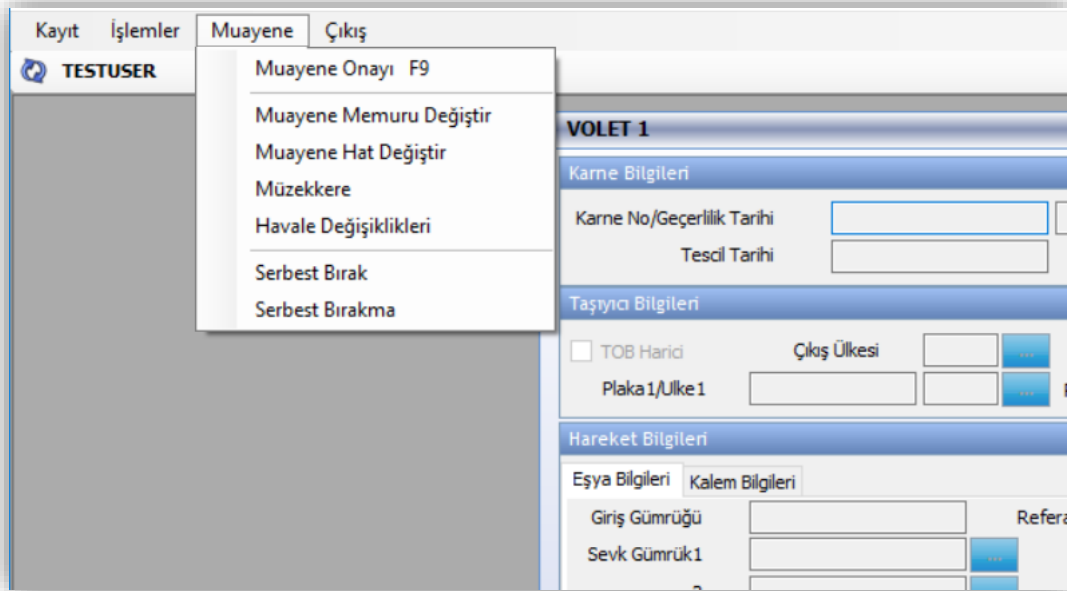 Kayıt İşlemler Muayene Çıkış
TESTUSER
Muayene Onayı F9
Muayene Memuru Değiştir
Muayene Hat Değiştir
Müzekkere
Havale Değişiklikleri
Serbest Bırak
Serbest Bırakma
VOLET 1
Karne Bilgileri
Karne No/Geçerlilik Tarihi
Tescil Tarihi
Taşıyıcı Bilgileri
TOB Harici Çıkış Ülkesi ...
Plaka1/Ulke1 ...
Hareket Bilgileri
Eşya Bilgileri Kalem Bilgileri
Giriş Gümrüğü
Sevk Gümrük1 ...